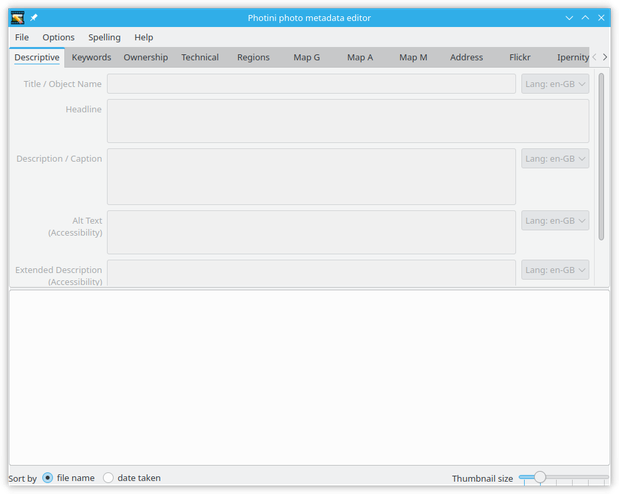 Photini photo metadata editor
File Options Spelling Help
Descriptive Keywords Ownership Technical Regions Map G Map A Map M Address Flickr Ipernity
Title / Object Name Lang: en-GB
Headline
Description / Caption Lang: en-GB
Alt Text Lang: en-GB
(Accessibility)
Extended Description Lang: en-GB
(Accessibility)
Sort by file name date taken Thumbnail size